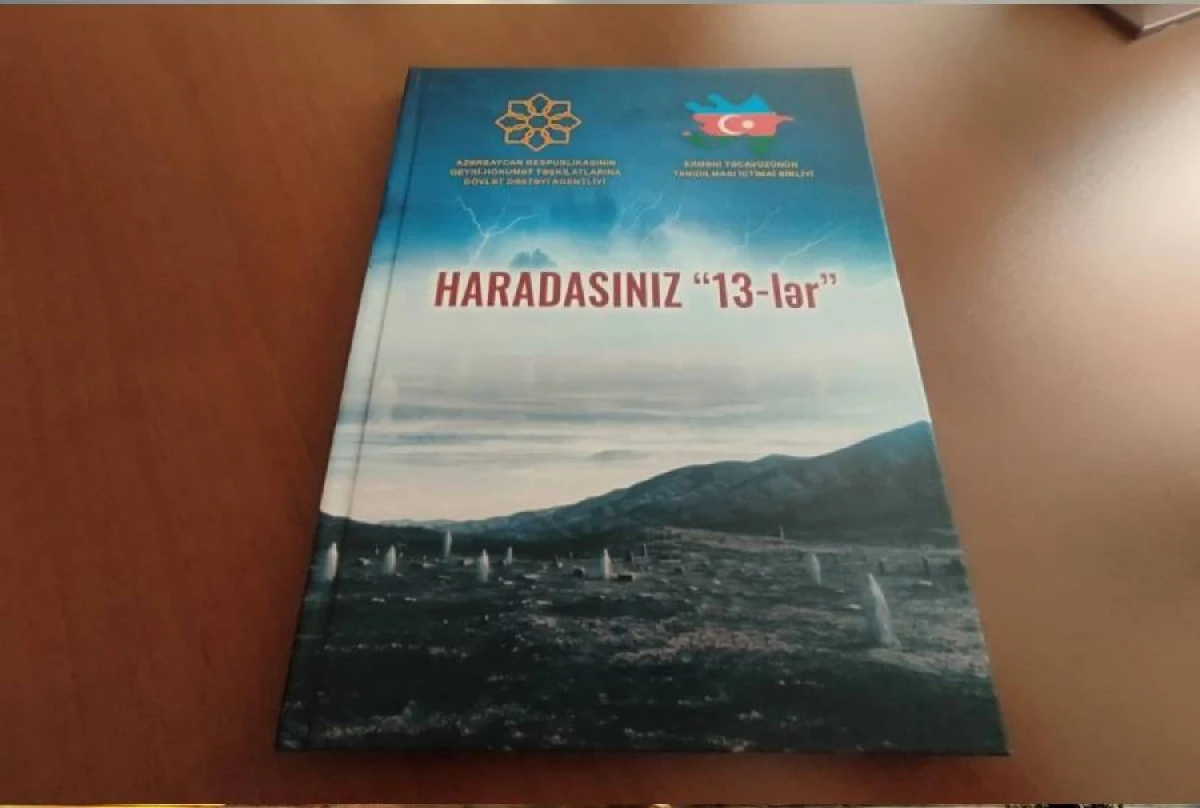 AZƏRBAYCAN RESPUBLİKASININ
QEYRİ-HÖKUMƏT TƏŞKİLATLARINA
DÖVLƏT DƏSTƏYİ AGENTLİYİ
ERMƏNİ TƏCAVÜZÜNÜN
TANIDILMASI İCTİMAİ BİRLİYİ
HARADASINIZ “13-lər”